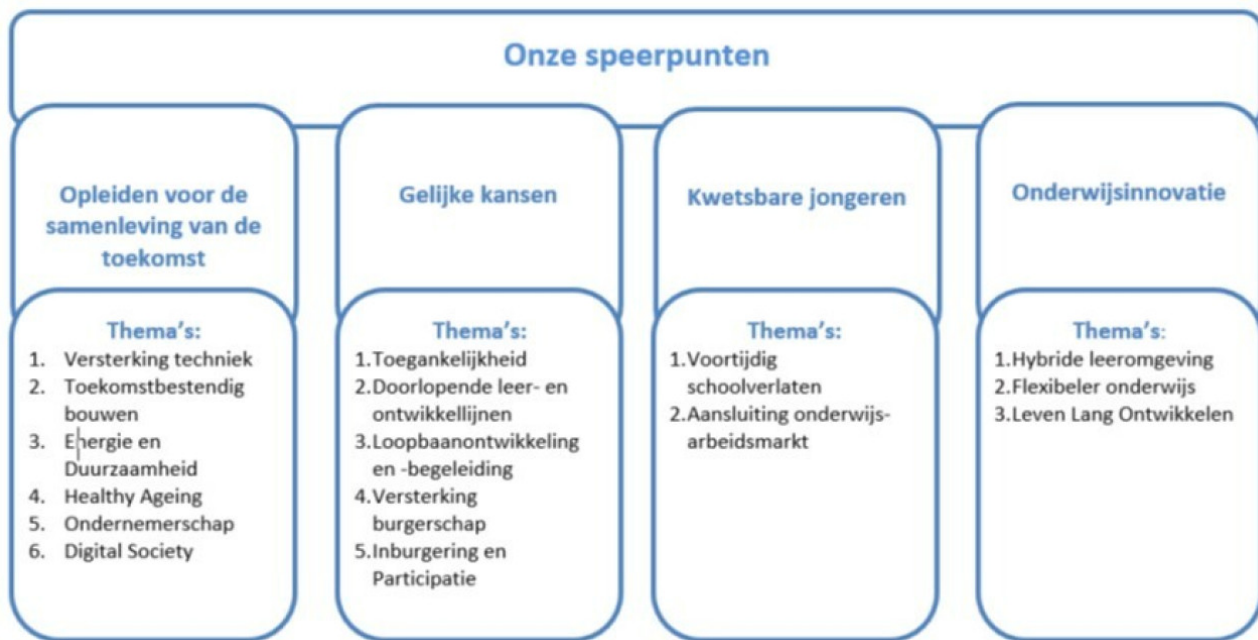 Onze speerpunten
Opleiden voor de
samenleving van de
toekomst
Thema's:
1. Versterking techniek
2. Toekomstbestendig
bouwen
3. Energie en
Duurzaamheid
4. Healthy Ageing
5. Ondernemerschap
6. Digital Society
Gelijke kansen
Thema's:
1.Toegankelijkheid
2.Doorlopende leer- en
ontwikkellijnen
3.Loopbaanontwikkeling
en -begeleiding
4.Versterking
burgerschap
5.Inburgering en
Participatie
Kwetsbare jongeren
Thema's:
1.Voortijdig
schoolverlaten
2.Aansluiting onderwijs-
arbeidsmarkt
Onderwijsinnovatie
Thema's:
1.Hybride leeromgeving
2.Flexibeler onderwijs
3.Leven Lang Ontwikkelen